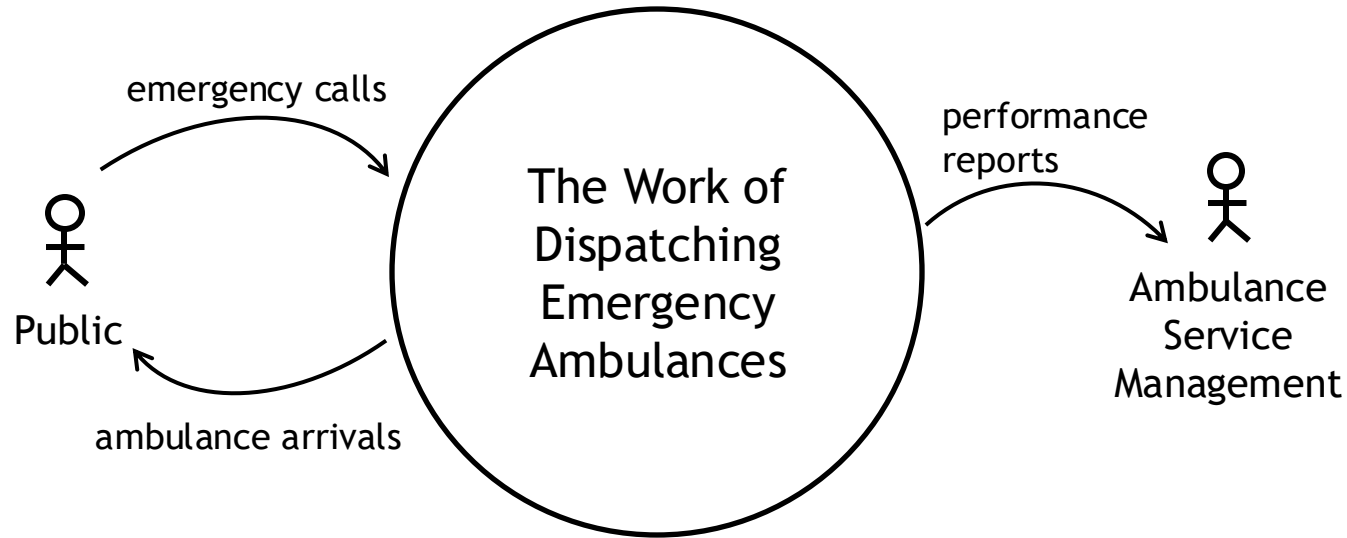 emergency calls
Public
ambulance arrivals
The Work of
Dispatching
Emergency
Ambulances
performance
reports
Ambulance
Service
Management